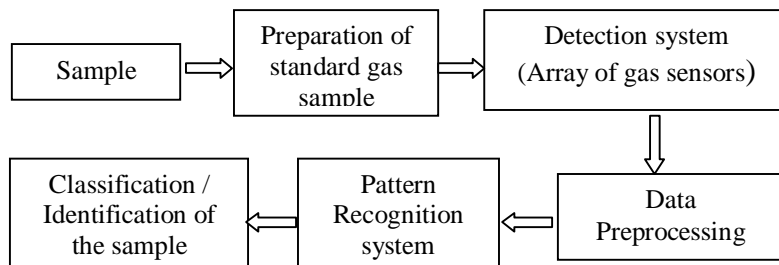 Sample
Preparation of
standard gas
sample
Detection system
(Array of gas sensors)
Data
Preprocessing
Pattern
Recognition
system
Classification /
Identification of
the sample